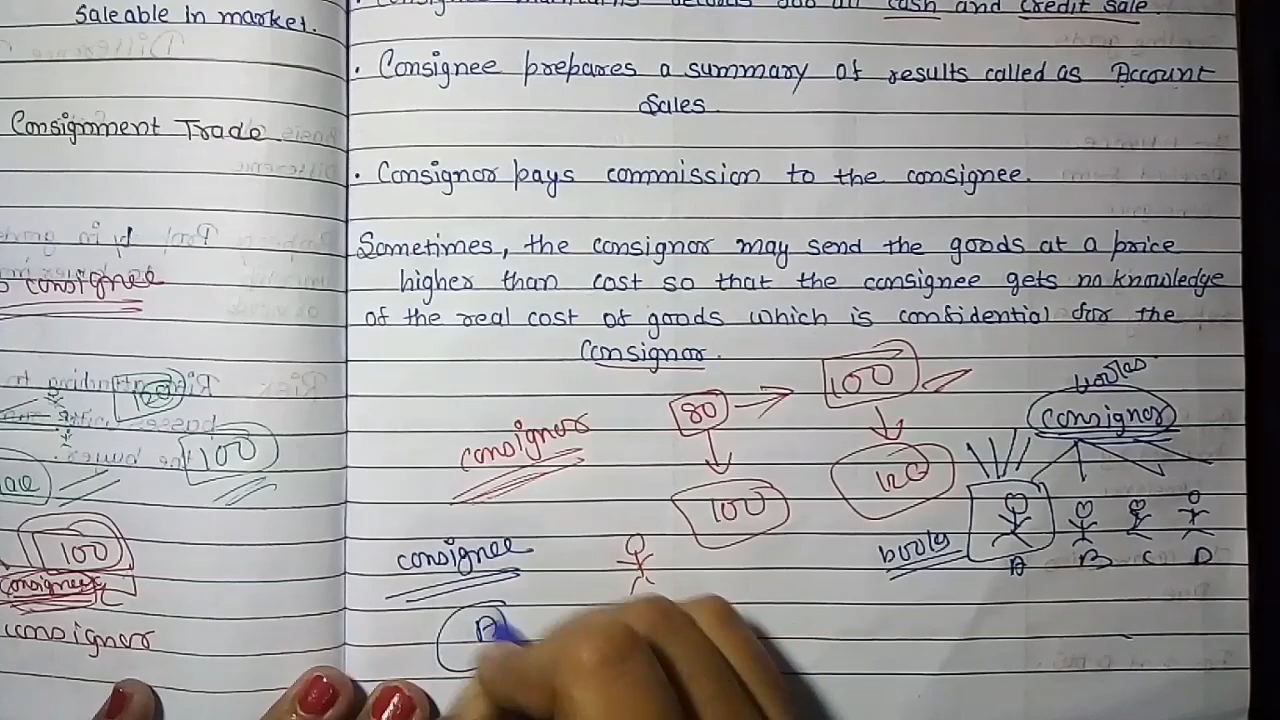 Saleable in market.
Consignment Trade
consignee
100
100
consignee
consignor
and Credit Sale
. Consignee prepares a summary of results called as Account
Sales.
. Consignor pays commission to the consignee.
Sometimes, the consignor may send the goods at a price
higher than cost so that the consignee gets no knowledge
of the real cost of goods which is confidential for the
Consignor.
consignor
80
100
100
120
consignor
A B C D
consignee
A